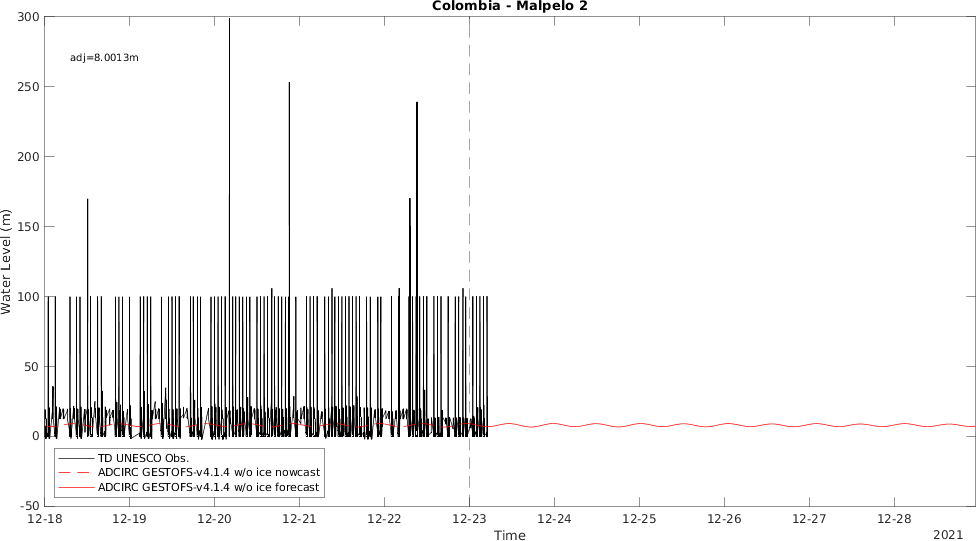 Colombia - Malpelo 2
300
adj=8.0013m
250
200
150
100
50
0
-50
Water Level (m)
TD UNESCO Obs.
ADCIRC GESTOFS-v4.1.4 w/o ice nowcast
ADCIRC GESTOFS-v4.1.4 w/o ice forecast
12-18 12-19 12-20 12-21 12-22 12-23 12-24 12-25 12-26 12-27 12-28
Time
2021